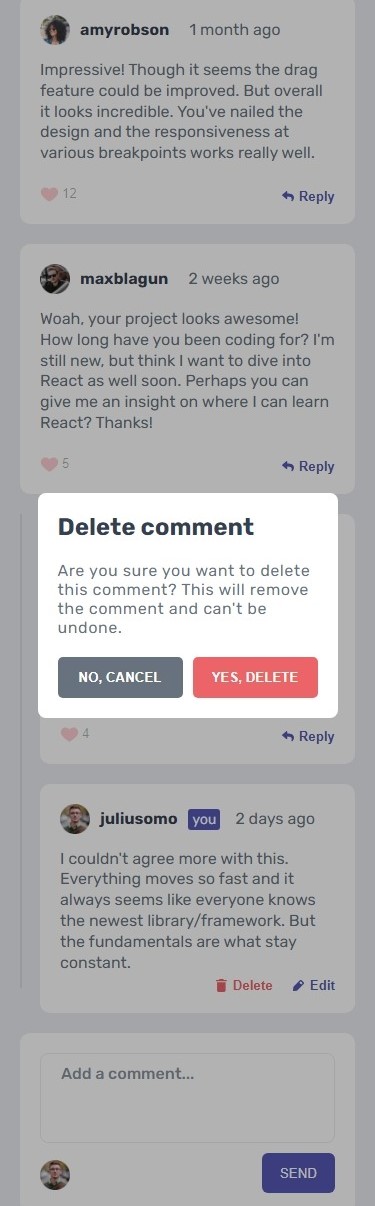 amyrobson 1 month ago
Impressive! Though it seems the drag
feature could be improved. But overall
it looks incredible. You've nailed the
design and the responsiveness at
various breakpoints works really well.
12 Reply
maxblagun 2 weeks ago
Woah, your project looks awesome!
How long have you been coding for? I'm
still new, but think I want to dive into
React as well soon. Perhaps you can
give me an insight on where I can learn
React? Thanks!
5 Reply
Delete comment
Are you sure you want to delete
this comment? This will remove
the comment and can't be
undone.
NO, CANCEL YES, DELETE
4 Reply
juliusomo you 2 days ago
I couldn't agree more with this.
Everything moves so fast and it
always seems like everyone knows
the newest library/framework. But
the fundamentals are what stay
constant.
Delete Edit
Add a comment...
SEND